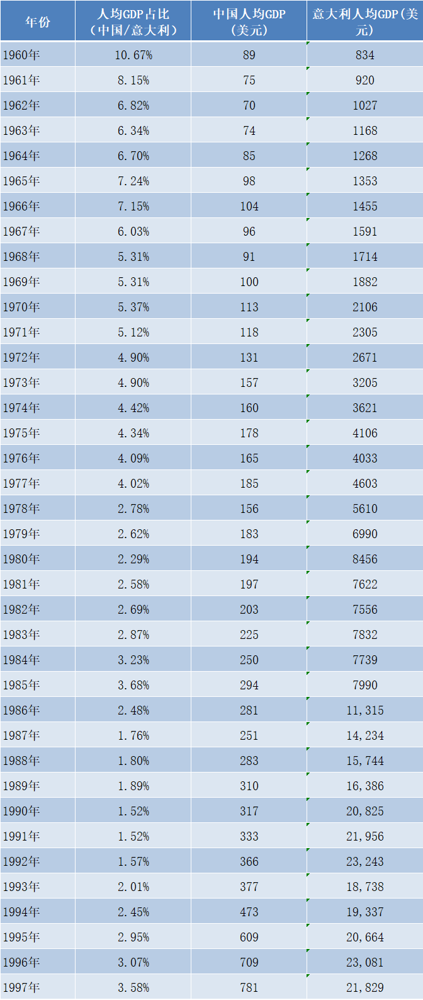 年份 人均GDP占比（中国/意大利） 中国人均GDP(美元) 意大利人均GDP(美元)
1960年 10.67% 89 834
1961年 8.15% 75 920
1962年 6.82% 70 1027
1963年 6.34% 74 1168
1964年 6.70% 85 1268
1965年 7.24% 98 1353
1966年 7.15% 104 1455
1967年 6.03% 96 1591
1968年 5.31% 91 1714
1969年 5.31% 100 1882
1970年 5.37% 113 2106
1971年 5.12% 118 2305
1972年 4.90% 131 2671
1973年 4.90% 157 3205
1974年 4.42% 160 3621
1975年 4.34% 178 4106
1976年 4.09% 165 4033
1977年 4.02% 185 4603
1978年 2.78% 156 5610
1979年 2.62% 183 6990
1980年 2.29% 194 8456
1981年 2.58% 197 7622
1982年 2.69% 203 7556
1983年 2.87% 225 7832
1984年 3.23% 250 7739
1985年 3.68% 294 7990
1986年 2.48% 281 11,315
1987年 1.76% 251 14,234
1988年 1.80% 283 15,744
1989年 1.89% 310 16,386
1990年 1.52% 317 20,825
1991年 1.52% 333 21,956
1992年 1.57% 366 23,243
1993年 2.01% 377 18,738
1994年 2.45% 473 19,337
1995年 2.95% 609 20,664
1996年 3.07% 709 23,081
1997年 3.58% 781 21,829